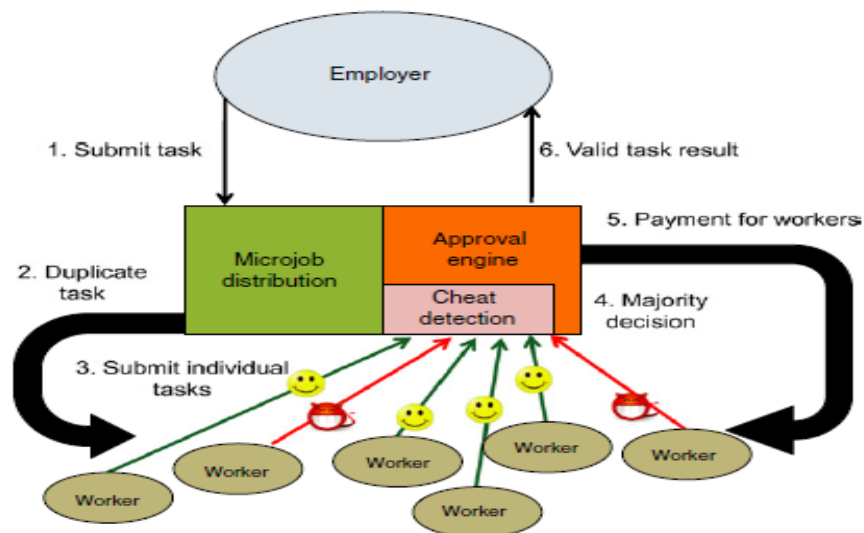 Employer
1. Submit task
6. Valid task result
5. Payment for workers
Microjob
distribution
Approval
engine
2. Duplicate
task
Cheat
detection
4. Majority
decision
3. Submit individual
tasks
Worker
Worker
Worker
Worker
Worker
Worker